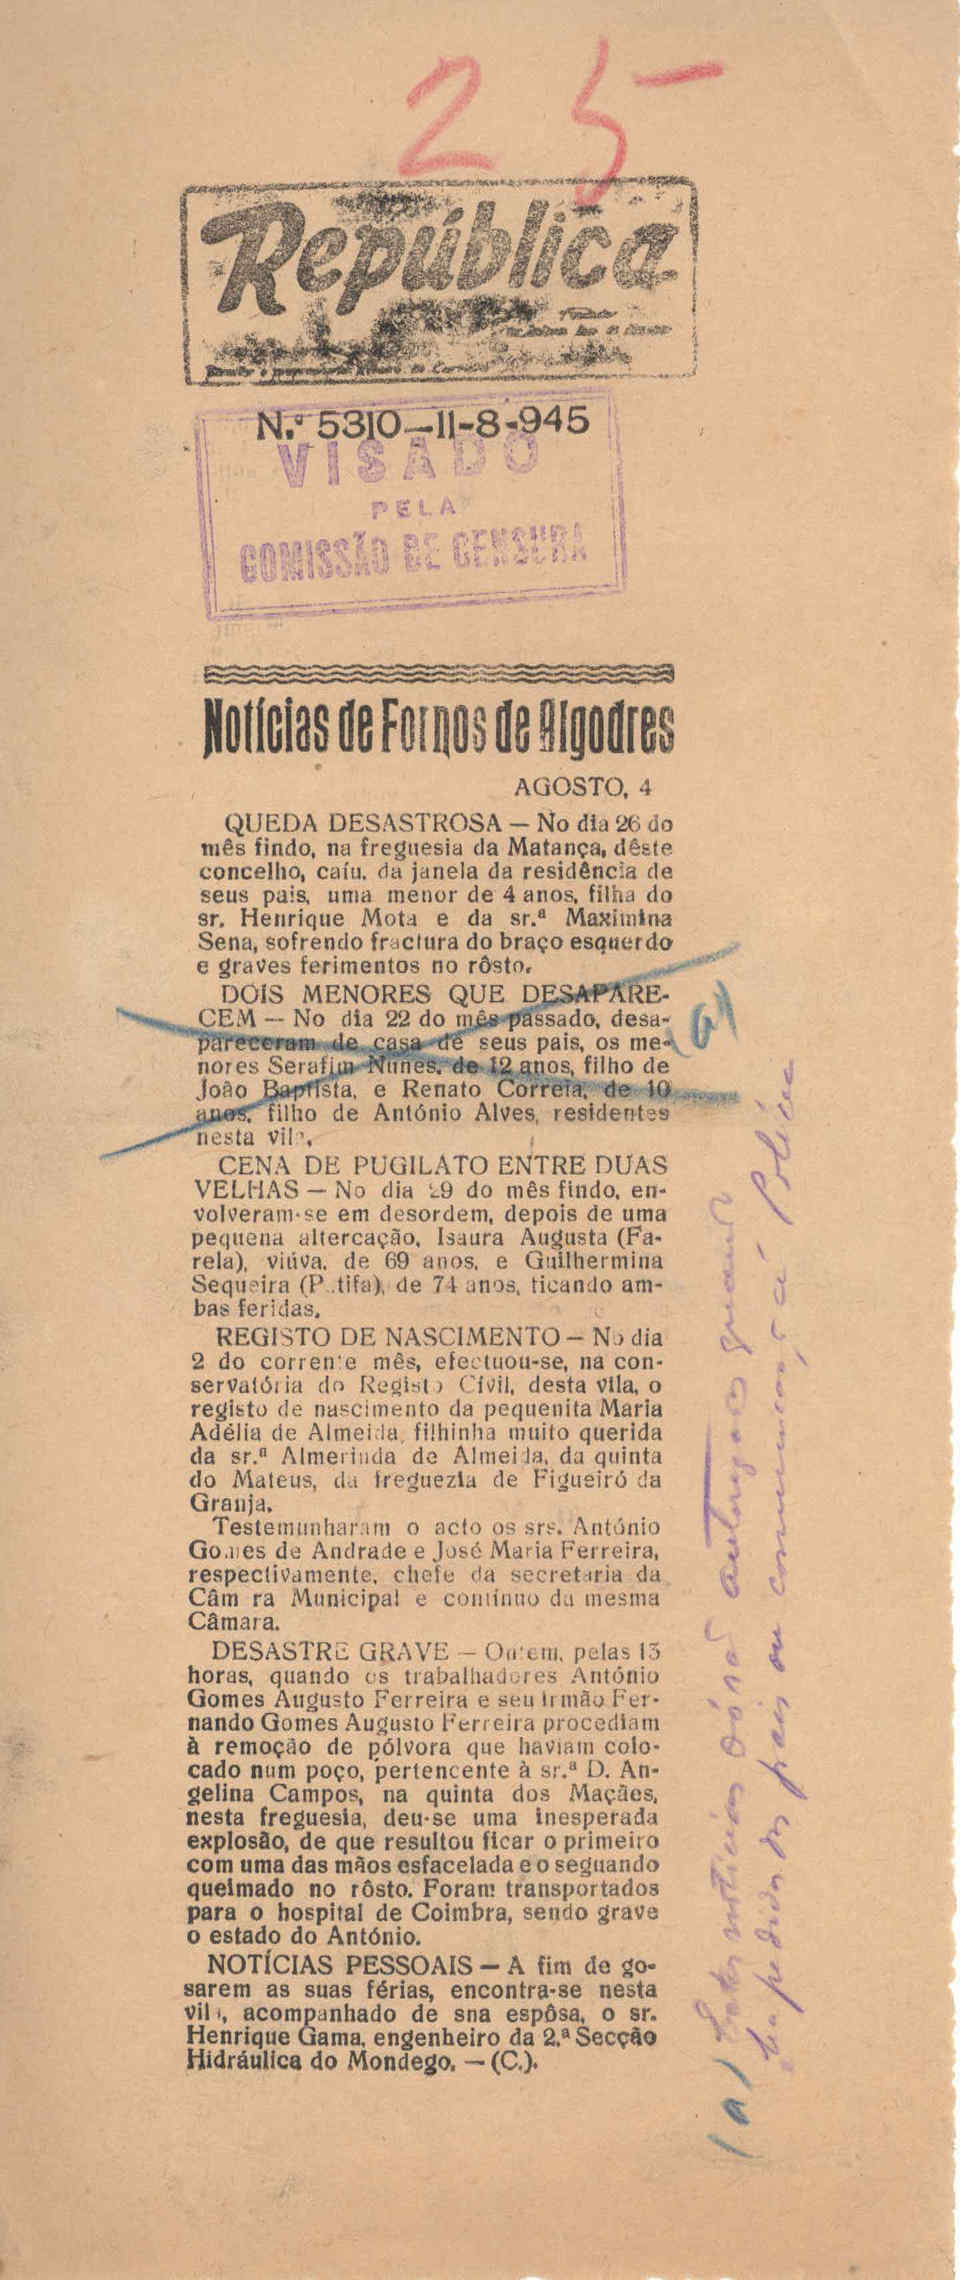 25
República
N.º 5310-11-8-945
VISADO
PELA
COMISSÃO DE CENSURA
Notícias de Fornos de Algodres
AGOSTO, 4
QUEDA DESASTROSA — No dia 26 do
mês findo, na freguesia da Matança, dêste
concelho, caíu, da janela da residência de
seus pais, uma menor de 4 anos, filha do
sr. Henrique Mota e da sr.ª Maximina
Sena, sofrendo fractura do braço esquerdo
e graves ferimentos no rôsto.
DOIS MENORES QUE DESAPARE-
CEM — No dia 22 do mês passado, desa-
pareceram de casa de seus pais, os me-
nores Serafim Nunes, de 12 anos, filho de
João Baptista, e Renato Correia, de 10
anos, filho de António Alves, residentes
nesta vila.
(a)
CENA DE PUGILATO ENTRE DUAS
VELHAS — No dia 29 do mês findo, en-
volveram-se em desordem, depois de uma
pequena altercação, Isaura Augusta (Fa-
rela), viúva, de 69 anos, e Guilhermina
Sequeira, de 74 anos, ficando am-
bas feridas.
REGISTO DE NASCIMENTO — No dia
2 do corrente mês, efectuou-se, na con-
servatória do Registo Civil, desta vila, o
registo de nascimento da pequenita Maria
Adélia de Almeida, filhinha muito querida
da sr.ª Almerinda de Almeida, da quinta
do Mateus, da freguezia de Figueiró da
Granja.
Testemunharam o acto os srs. António
Gomes de Andrade e José Maria Ferreira,
respectivamente, chefe da secretaria da
Câm ra Municipal e contínuo da mesma
Câmara.
DESASTRE GRAVE — Ontem, pelas 13
horas, quando os trabalhadores António
Gomes Augusto Ferreira e seu irmão Fer-
nando Gomes Augusto Ferreira procediam
à remoção de pólvora que haviam colo-
cado num poço, pertencente à sr.ª D. An-
gelina Campos, na quinta dos Maçães,
nesta freguesia, deu-se uma inesperada
explosão, de que resultou ficar o primeiro
com uma das mãos esfacelada e o seguando
queimado no rôsto. Foram transportados
para o hospital de Coimbra, sendo grave
o estado do António.
NOTÍCIAS PESSOAIS — A fim de go-
sarem as suas férias, encontra-se nesta
vila, acompanhado de sna espôsa, o sr.
Henrique Gama, engenheiro da 2.ª Secção
Hidráulica do Mondego. — (C.).
(a) Estas notícias só são autorizadas quando
há pedido dos pais ou comunicação à Polícia